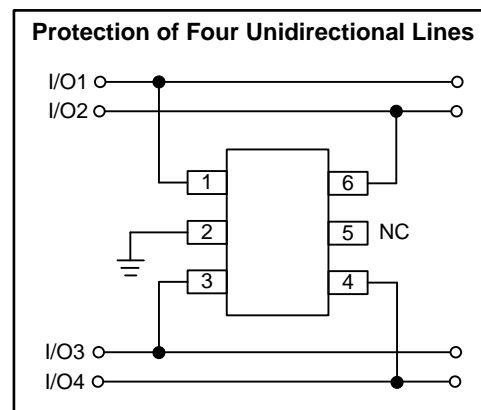 Protection of Four Unidirectional Lines
I/O1
I/O2
1
6
2
5 NC
3
4
I/O3
I/O4